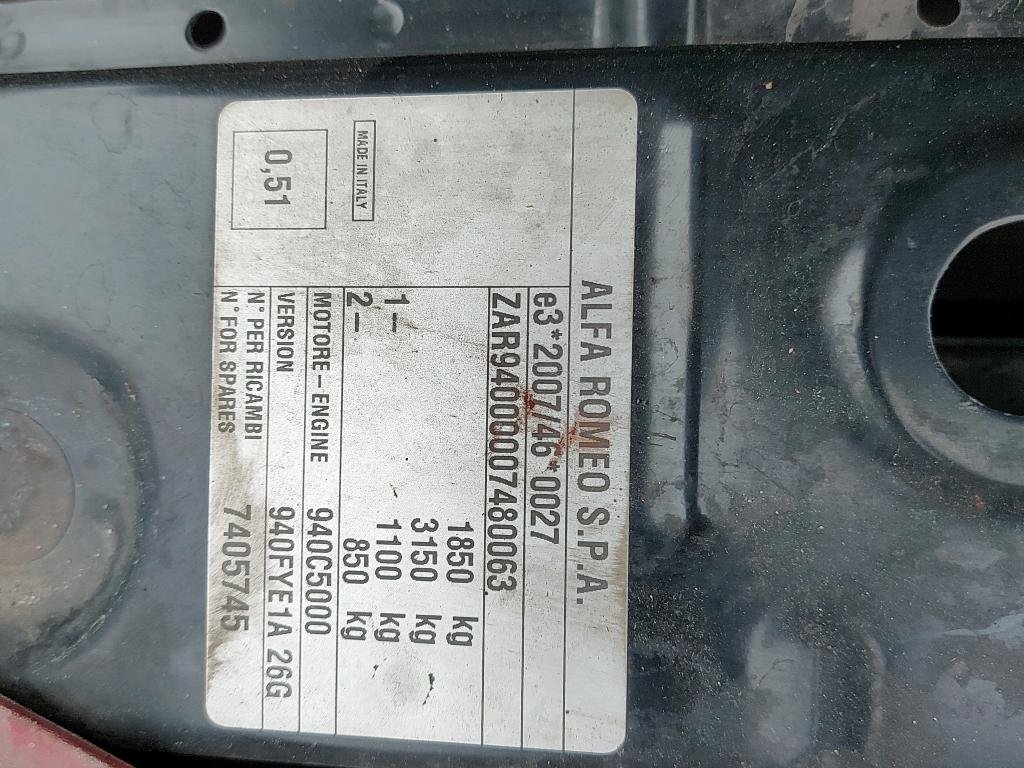 ALFA ROMEO S.P.A.
e3*2007/46*0027
ZAR94000007480063
1850 kg
3150 kg
1– 1100 kg
2– 850 kg
MOTORE–ENGINE 940C5000
VERSION 940FYE1A 26G
N° PER RICAMBI
N° FOR SPARES 7405745
MADE IN ITALY
0,51